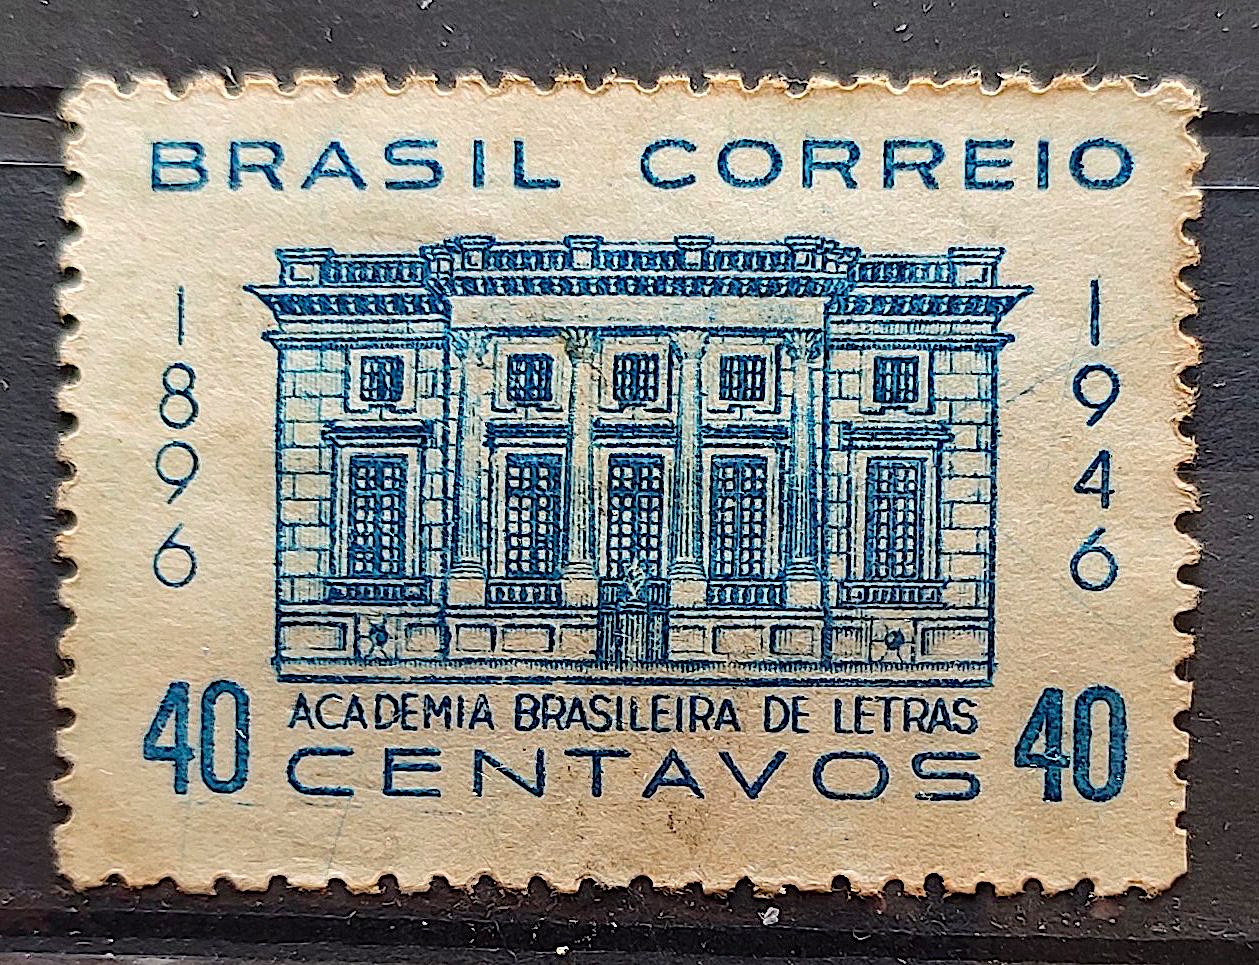 BRASIL CORREIO
1896
1946
ACADEMIA BRASILEIRA DE LETRAS
40 CENTAVOS 40